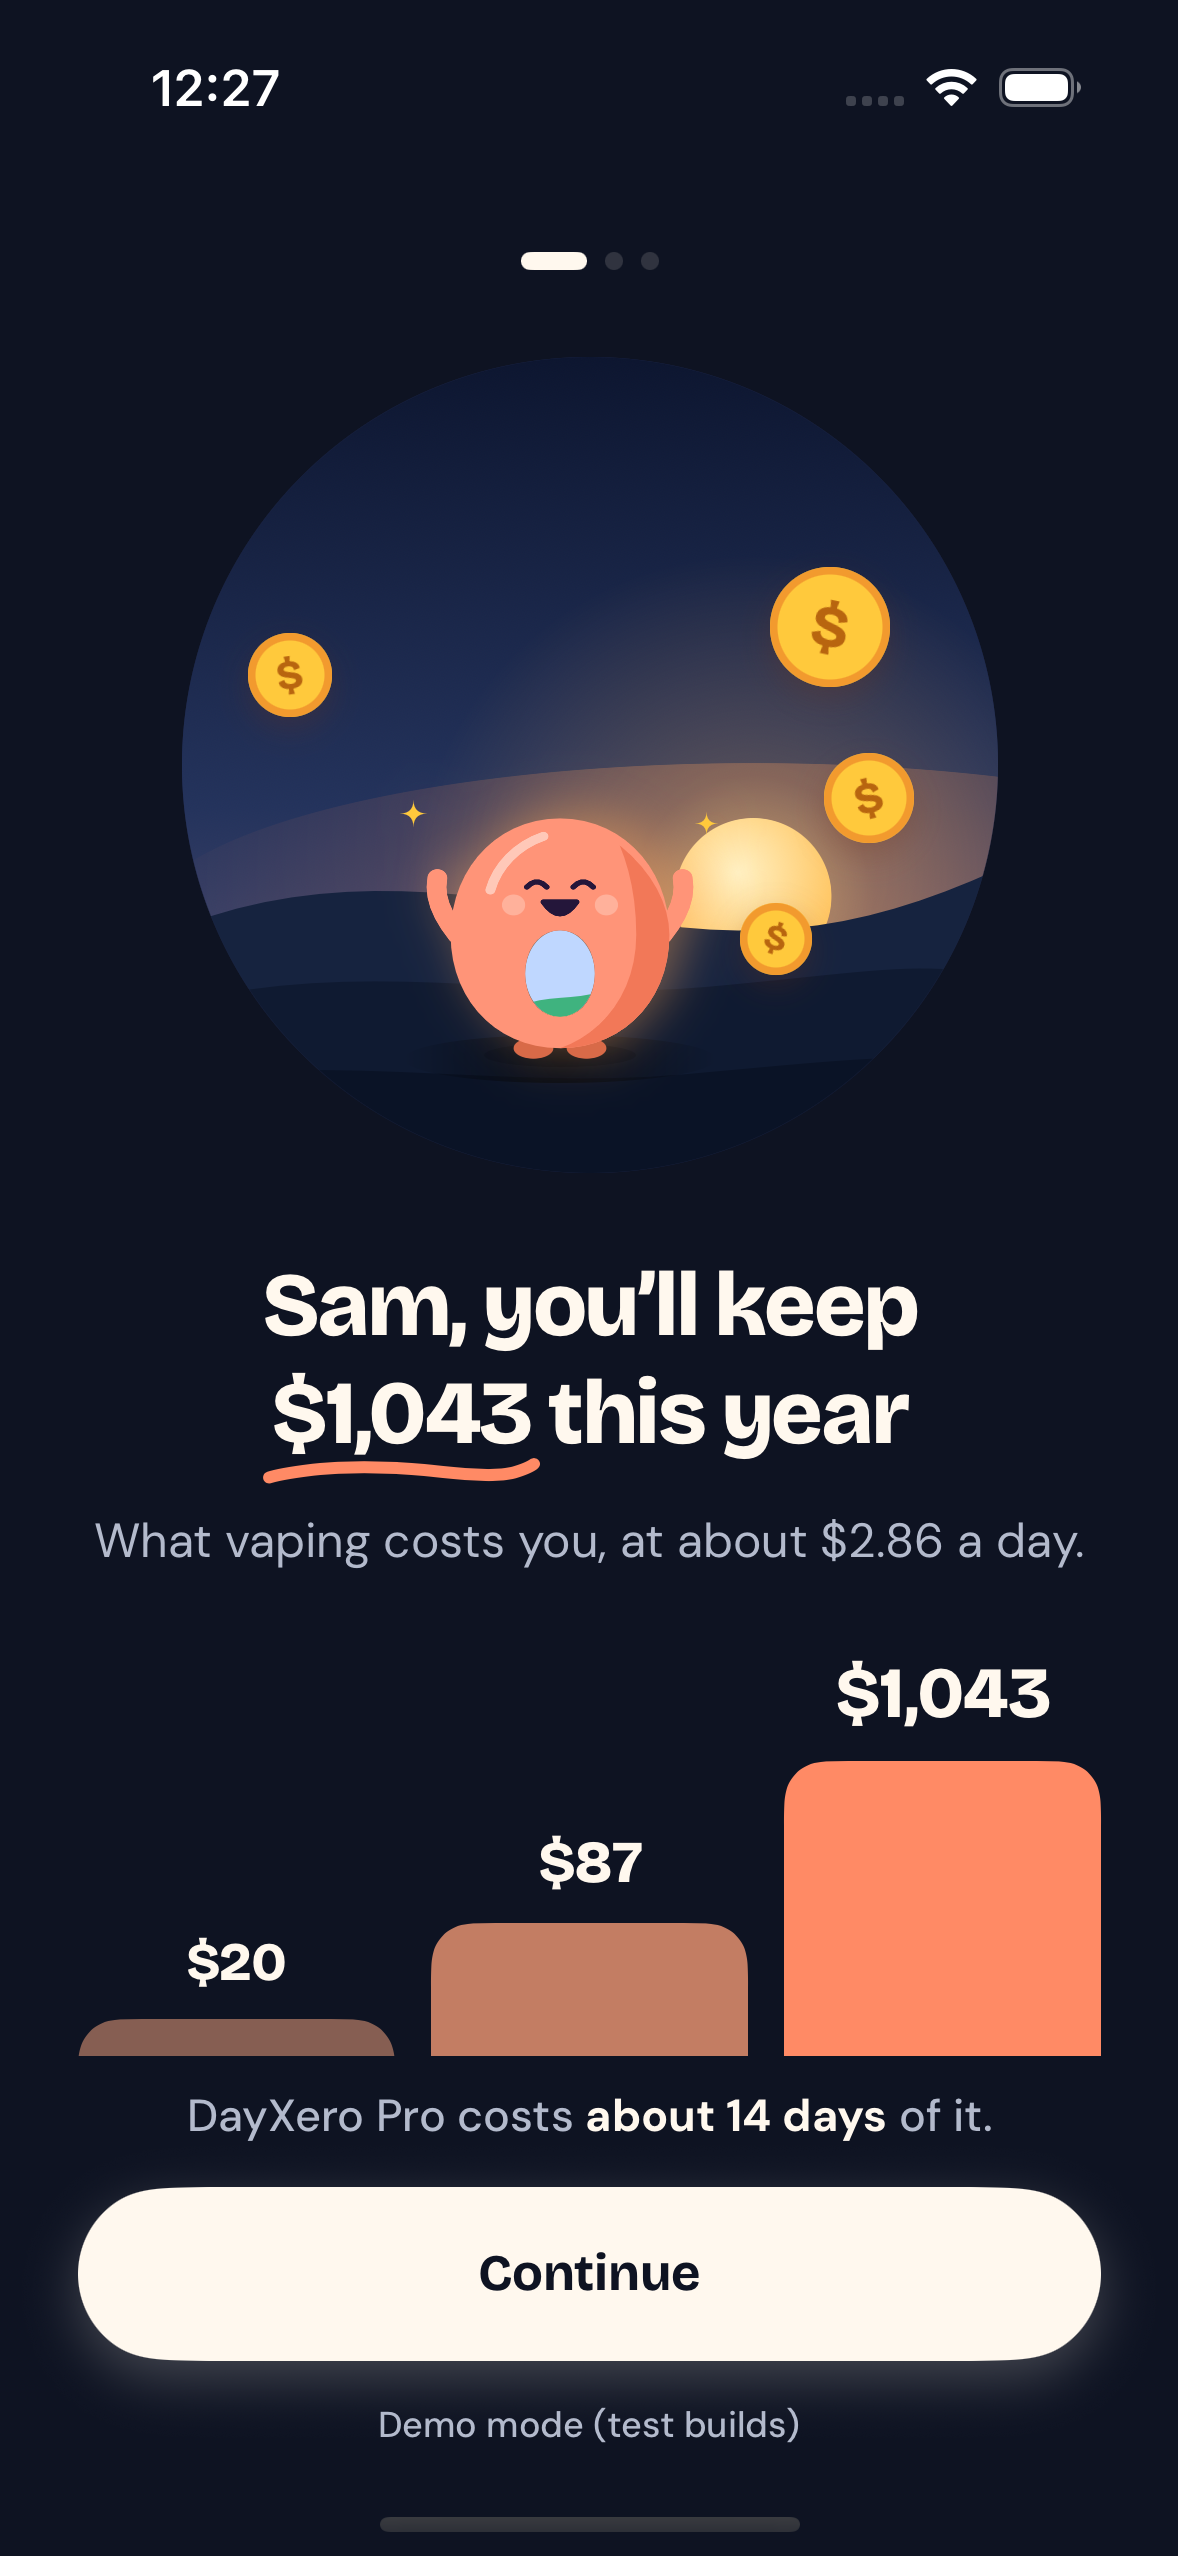 12:27
$
$
$
$
Sam, you’ll keep
$1,043 this year
What vaping costs you, at about $2.86 a day.
$1,043
$87
$20
DayXero Pro costs about 14 days of it.
Continue
Demo mode (test builds)